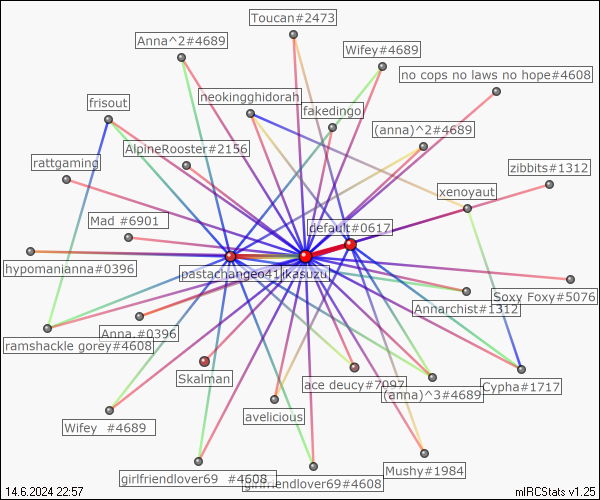 Toucan#2473
Anna^2#4689
Wifey#4689
no cops no laws no hope#4608
frisout
neokingghidorah
fakedingo
(anna)^2#4689
AlpineRooster#2156
rattgaming
zibbits#1312
xenoyaut
Mad #6901
default#0617
hypomanianna#0396
pastachangeo41
jkasuzu
Soxy Foxy#5076
Annarchist#1312
Anna.#0396
ramshackle gorey#4608
Skalman
ace deucy#7097
Cypha#1717
(anna)^3#4689
avelicious
Wifey #4689
Mushy#1984
girlfriendlover69 #4608
girlfriendlover69#4608
14.6.2024 22:57
mIRCStats v1.25